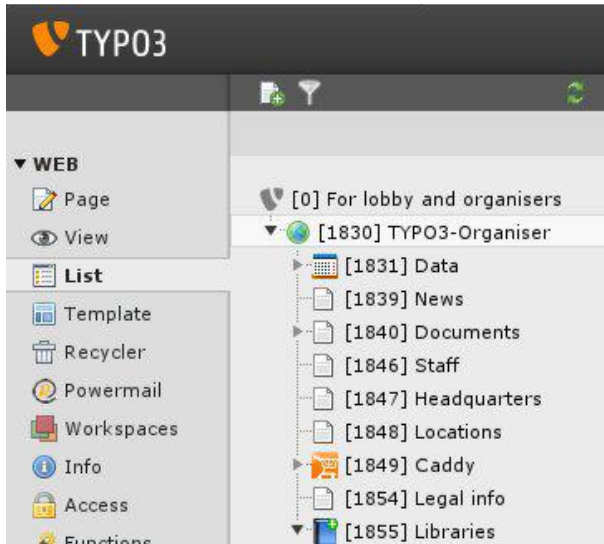 TYPO3
WEB
Page
View
List
Template
Recycler
Powermail
Workspaces
Info
Access
Functions
[0] For lobby and organisers
[1830] TYPO3-Organiser
[1831] Data
[1839] News
[1840] Documents
[1846] Staff
[1847] Headquarters
[1848] Locations
[1849] Caddy
[1854] Legal info
[1855] Libraries